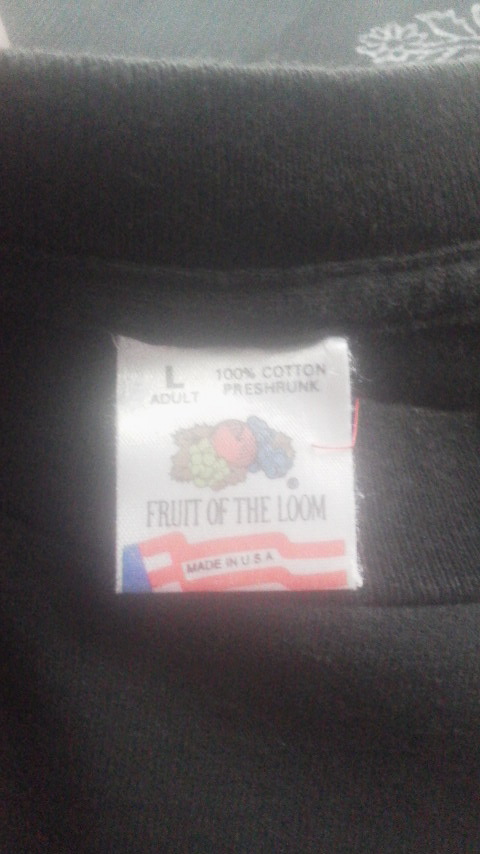 L 100% COTTON
ADULT PRESHRUNK
FRUIT OF THE LOOM
MADE IN U.S.A